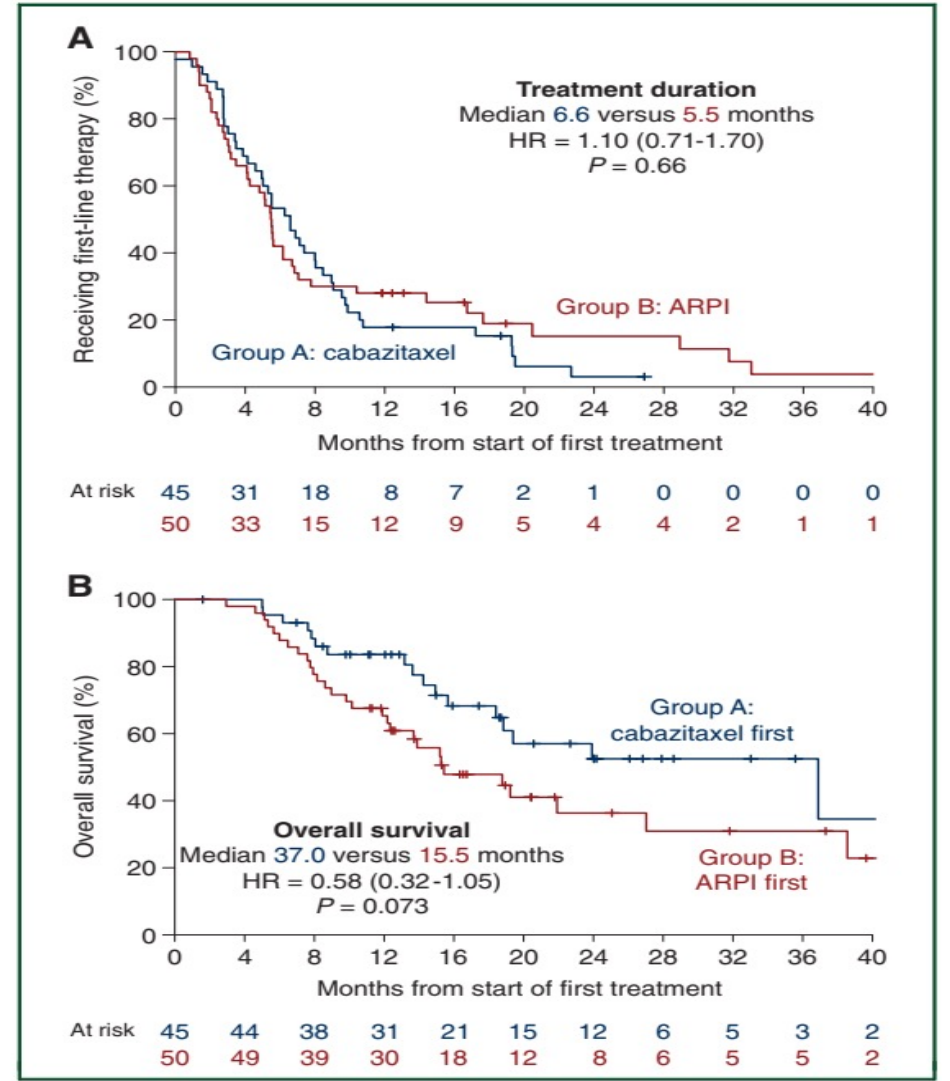 A
Receiving first-line therapy (%)
100
80
60
40
20
0
Treatment duration
Median 6.6 versus 5.5 months
HR = 1.10 (0.71-1.70)
P = 0.66
Group B: ARPI
Group A: cabazitaxel
0 4 8 12 16 20 24 28 32 36 40
Months from start of first treatment
At risk 45 31 18 8 7 2 1 0 0 0 0
50 33 15 12 9 5 4 4 2 1 1
B
Overall survival (%)
100
80
60
40
20
0
Group A:
cabazitaxel first
Overall survival
Median 37.0 versus 15.5 months
HR = 0.58 (0.32-1.05)
P = 0.073
Group B:
ARPI first
0 4 8 12 16 20 24 28 32 36 40
Months from start of first treatment
At risk 45 44 38 31 21 15 12 6 5 3 2
50 49 39 30 18 12 8 6 5 5 2